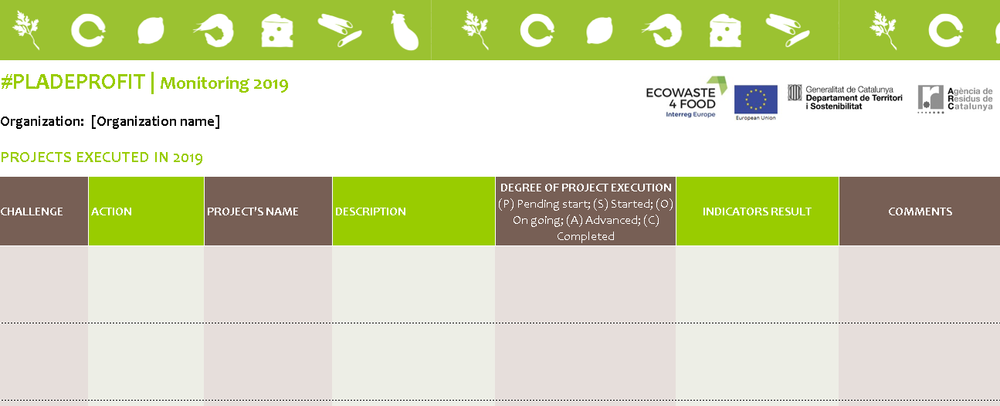 #PLADEPROFIT | Monitoring 2019
ECOWASTE
4 FOOD
Interreg Europe
European Union
Generalitat de Catalunya
Departament de Territori
i Sostenibilitat
Agència de
Residus de
Catalunya
Organization: [Organization name]
PROJECTS EXECUTED IN 2019
CHALLENGE
ACTION
PROJECT'S NAME
DESCRIPTION
DEGREE OF PROJECT EXECUTION
(P) Pending start; (S) Started; (O)
On going; (A) Advanced; (C)
Completed
INDICATORS RESULT
COMMENTS